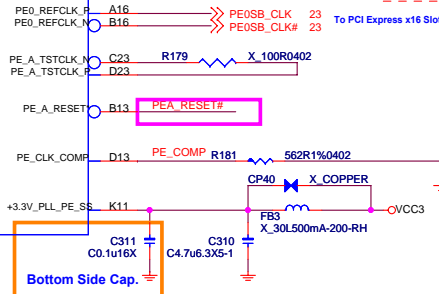 PE0_REFCLK_P A16 PE0SB_CLK 23
PE0_REFCLK_N B16 PE0SB_CLK# 23
To PCI Express x16 Slot
PE_A_TSTCLK_N C23 R179 X_100R0402
PE_A_TSTCLK_P D23
PE_A_RESET* B13 PEA_RESET#
PE_CLK_COMP D13 PE_COMP R181 562R1%0402
CP40 X_COPPER
+3.3V_PLL_PE_SS K11 VCC3
FB3
X_30L500mA-200-RH
C311 C310
C0.1u16X C4.7u6.3X5-1
Bottom Side Cap.